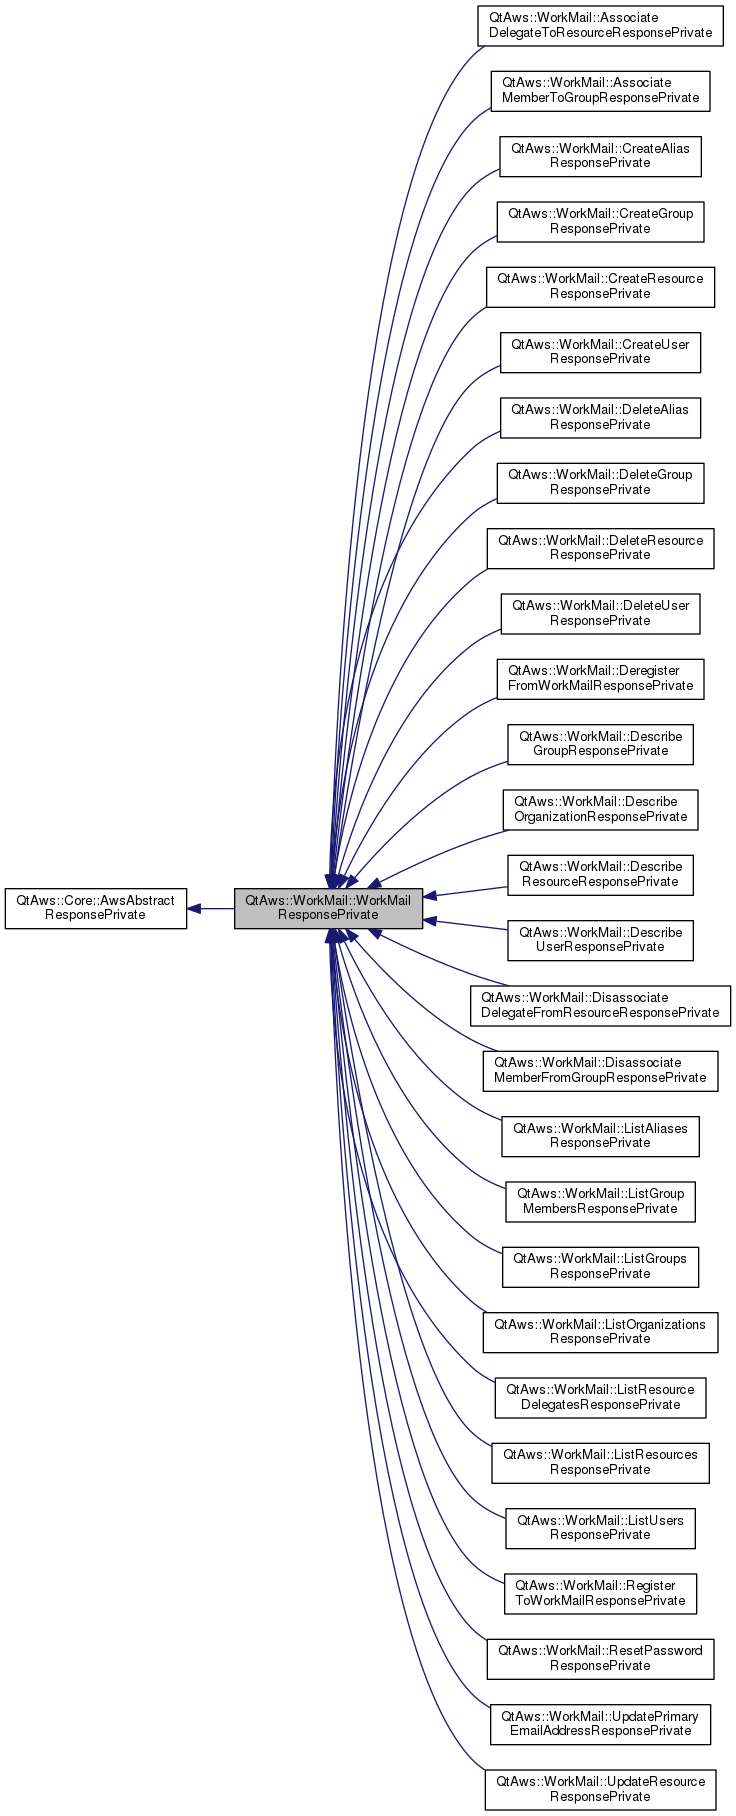 QtAws::WorkMail::Associate
DelegateToResourceResponsePrivate
QtAws::WorkMail::Associate
MemberToGroupResponsePrivate
QtAws::WorkMail::CreateAlias
ResponsePrivate
QtAws::WorkMail::CreateGroup
ResponsePrivate
QtAws::WorkMail::CreateResource
ResponsePrivate
QtAws::WorkMail::CreateUser
ResponsePrivate
QtAws::WorkMail::DeleteAlias
ResponsePrivate
QtAws::WorkMail::DeleteGroup
ResponsePrivate
QtAws::WorkMail::DeleteResource
ResponsePrivate
QtAws::WorkMail::DeleteUser
ResponsePrivate
QtAws::WorkMail::Deregister
FromWorkMailResponsePrivate
QtAws::WorkMail::Describe
GroupResponsePrivate
QtAws::WorkMail::Describe
OrganizationResponsePrivate
QtAws::WorkMail::Describe
ResourceResponsePrivate
QtAws::Core::AwsAbstract
ResponsePrivate
QtAws::WorkMail::WorkMail
ResponsePrivate
QtAws::WorkMail::Describe
UserResponsePrivate
QtAws::WorkMail::Disassociate
DelegateFromResourceResponsePrivate
QtAws::WorkMail::Disassociate
MemberFromGroupResponsePrivate
QtAws::WorkMail::ListAliases
ResponsePrivate
QtAws::WorkMail::ListGroup
MembersResponsePrivate
QtAws::WorkMail::ListGroups
ResponsePrivate
QtAws::WorkMail::ListOrganizations
ResponsePrivate
QtAws::WorkMail::ListResource
DelegatesResponsePrivate
QtAws::WorkMail::ListResources
ResponsePrivate
QtAws::WorkMail::ListUsers
ResponsePrivate
QtAws::WorkMail::Register
ToWorkMailResponsePrivate
QtAws::WorkMail::ResetPassword
ResponsePrivate
QtAws::WorkMail::UpdatePrimary
EmailAddressResponsePrivate
QtAws::WorkMail::UpdateResource
ResponsePrivate